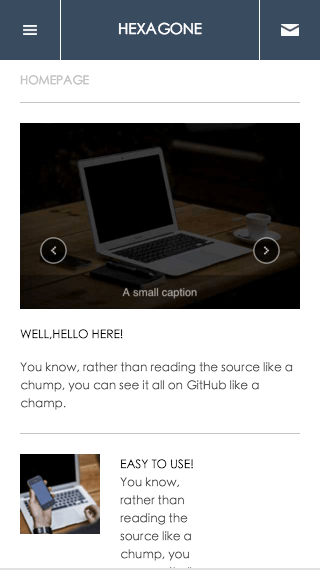 HEXAGONE
HOMEPAGE
A small caption
WELL,HELLO HERE!
You know, rather than reading the source like a
chump, you can see it all on GitHub like a
champ.
EASY TO USE!
You know,
rather than
reading the
source like a
chump, you